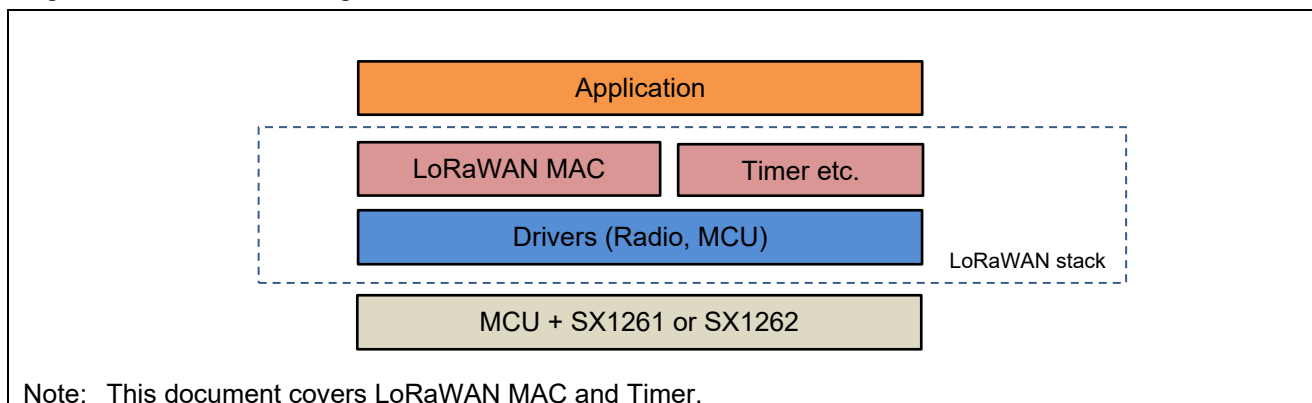 Application
LoRaWAN MAC
Timer etc.
Drivers (Radio, MCU)
LoRaWAN stack
MCU + SX1261 or SX1262
Note: This document covers LoRaWAN MAC and Timer.